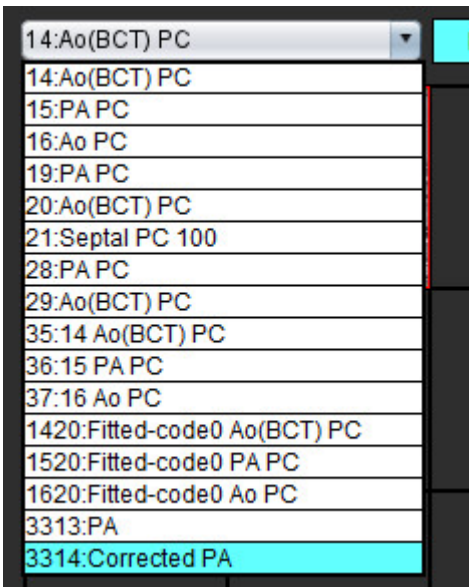 14:Ao(BCT) PC
14:Ao(BCT) PC
15:PA PC
16:Ao PC
19:PA PC
20:Ao(BCT) PC
21:Septal PC 100
28:PA PC
29:Ao(BCT) PC
35:14 Ao(BCT) PC
36:15 PA PC
37:16 Ao PC
1420:Fitted-code0 Ao(BCT) PC
1520:Fitted-code0 PA PC
1620:Fitted-code0 Ao PC
3313:PA
3314:Corrected PA